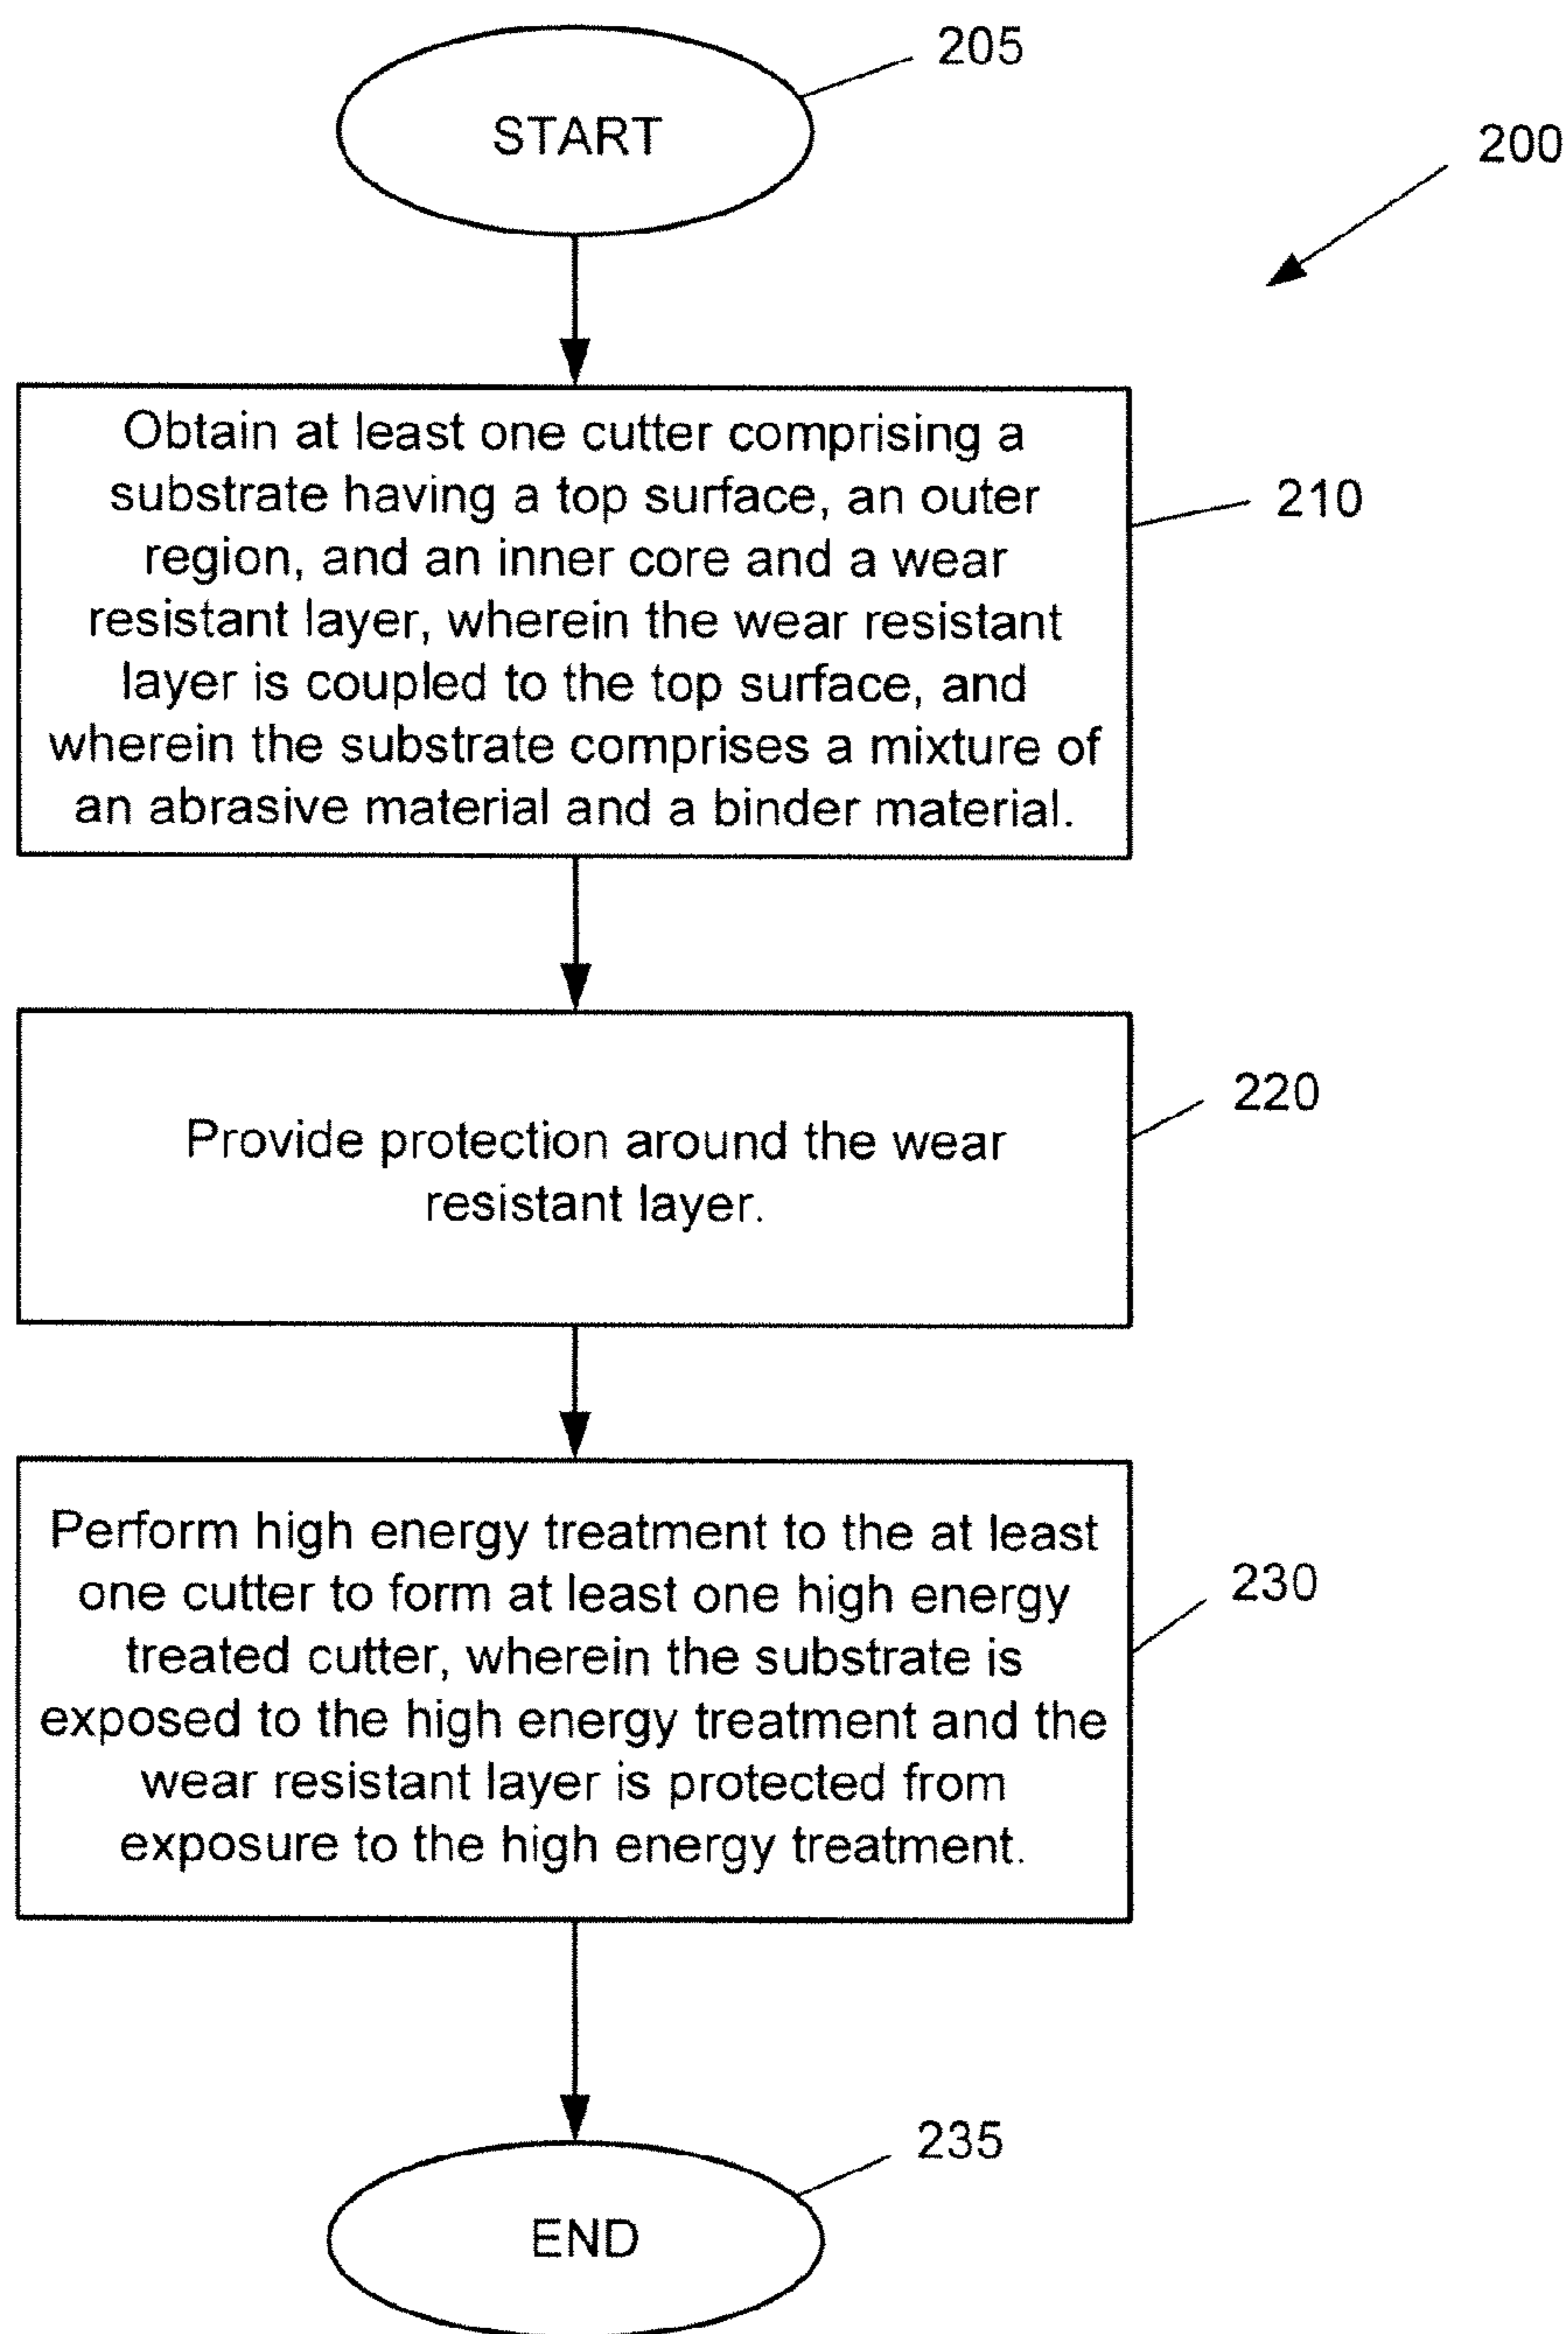 205
START
200
Obtain at least one cutter comprising a
substrate having a top surface, an outer
region, and an inner core and a wear
resistant layer, wherein the wear resistant
layer is coupled to the top surface, and
wherein the substrate comprises a mixture of
an abrasive material and a binder material.
210
Provide protection around the wear
resistant layer.
220
Perform high energy treatment to the at least
one cutter to form at least one high energy
treated cutter, wherein the substrate is
exposed to the high energy treatment and the
wear resistant layer is protected from
exposure to the high energy treatment.
230
235
END